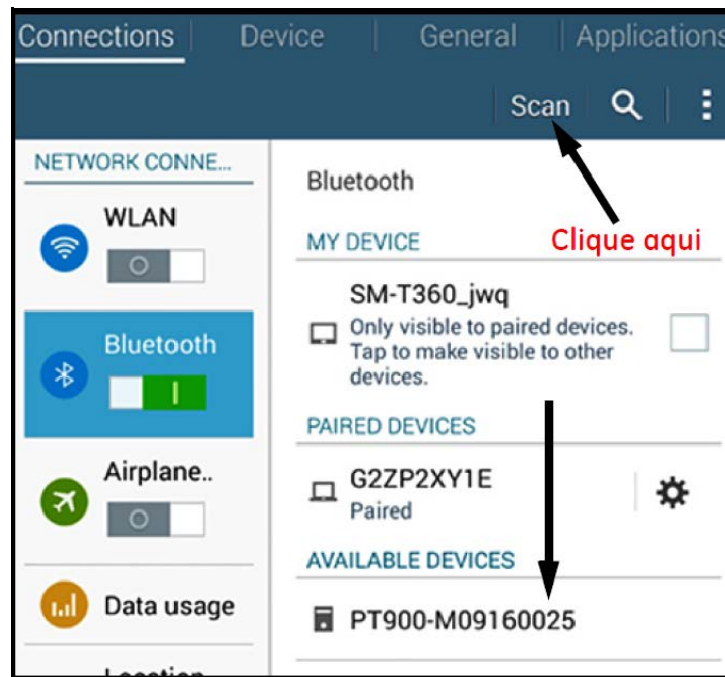 Connections Device General Applications
Scan
NETWORK CONNE...
WLAN
Bluetooth
Airplane..
Data usage
Location
Bluetooth
Clique aqui
MY DEVICE
SM-T360_jwq
Only visible to paired devices.
Tap to make visible to other
devices.
PAIRED DEVICES
G2ZP2XY1E
Paired
AVAILABLE DEVICES
PT900-M09160025